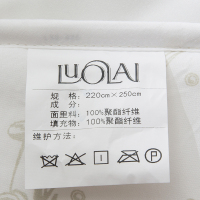 LUOLAI
规 格: 220cm×250cm
成 分:
面里料: 100%聚酯纤维
填充物: 100%聚酯纤维
维护方法:
P